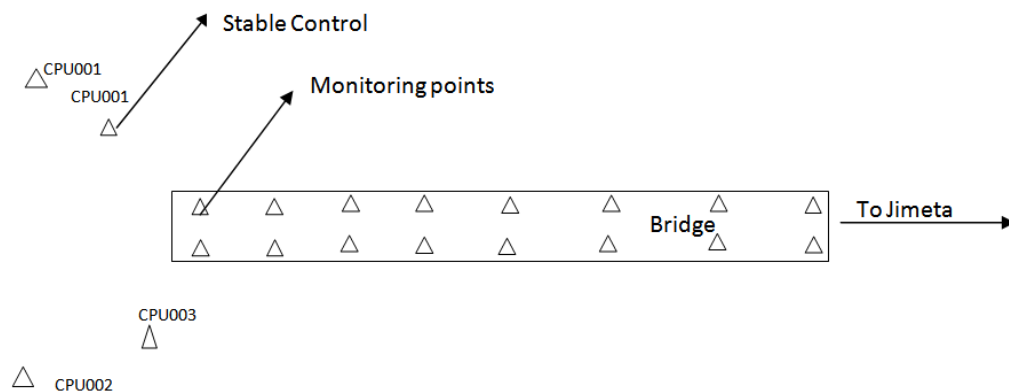 Stable Control
CPU001
CPU001
Monitoring points
To Jimeta
Bridge
CPU003
CPU002